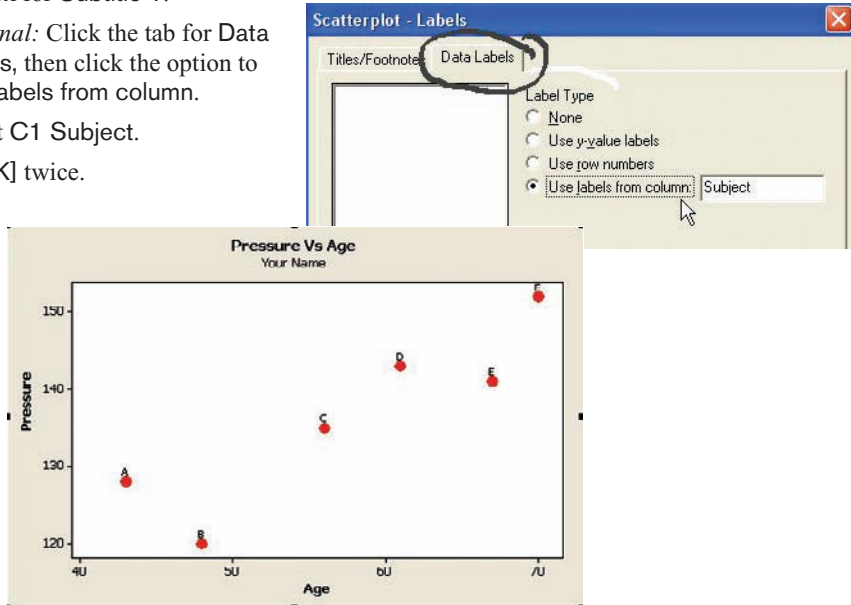 Scatterplot - Labels
nal: Click the tab for Data
s, then click the option to
abels from column.
t C1 Subject.
K] twice.
Titles/Footnote
Data Labels
Label Type
None
Use y-value labels
Use row numbers
Use labels from column:
Subject
Pressure Vs Age
Your Name
Pressure
150
140
130
120
A
B
C
D
E
F
40
50
60
70
Age